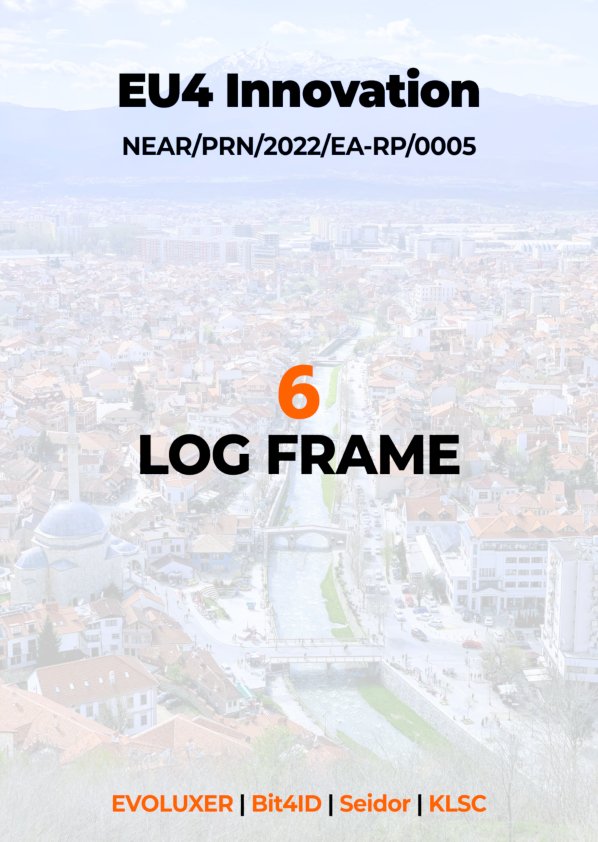 EU4 Innovation
NEAR/PRN/2022/EA-RP/0005
6
LOG FRAME
EVOLUXER | Bit4ID | Seidor | KLSC